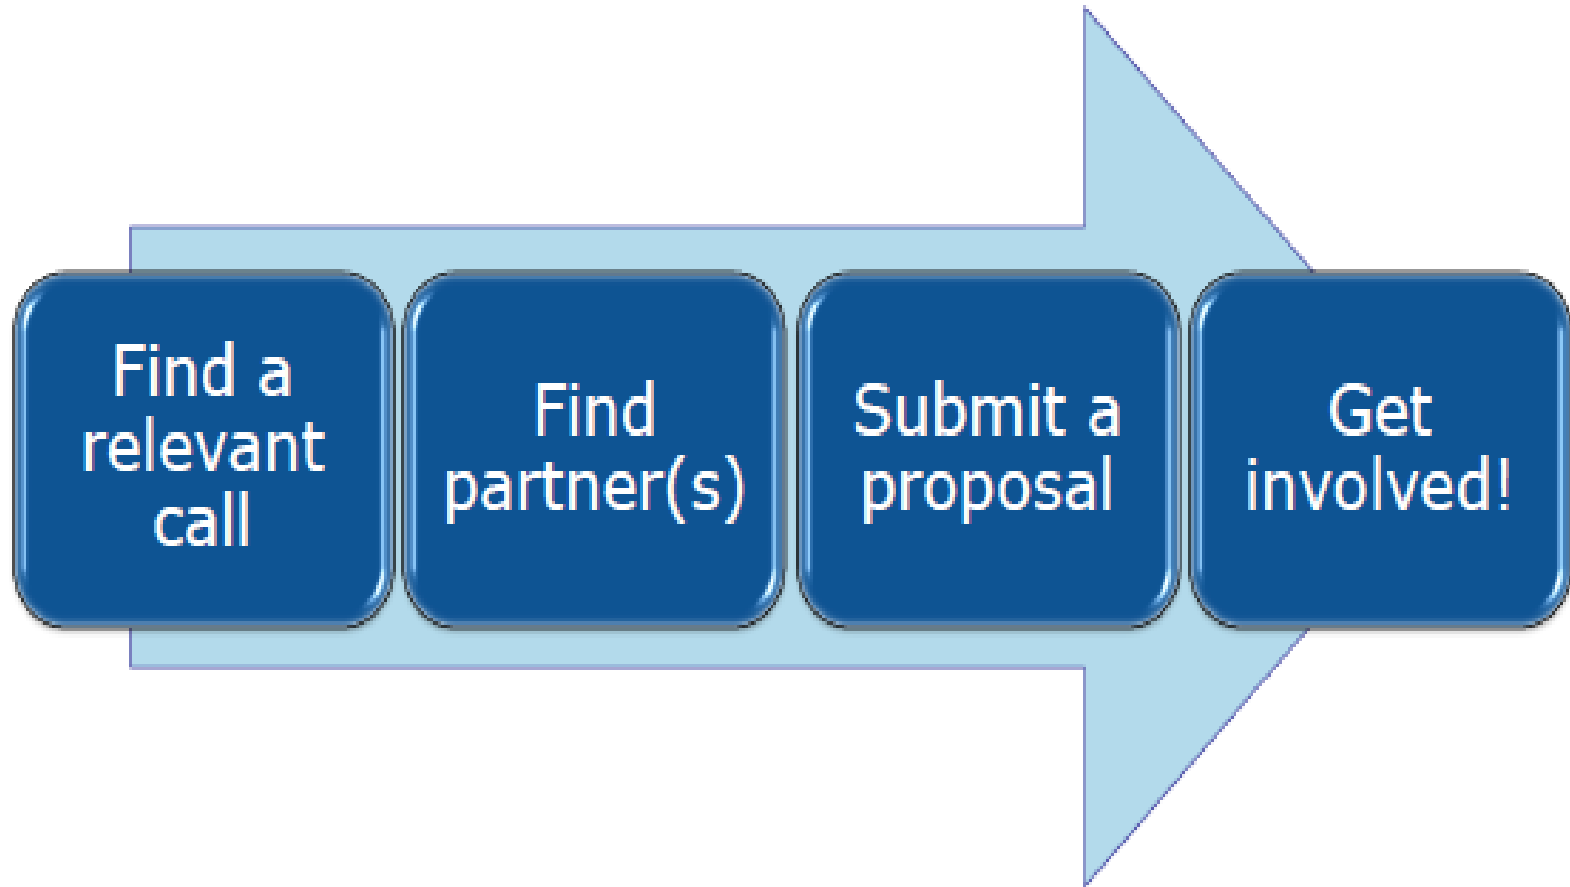 Find a
relevant
call
Find
partner(s)
Submit a
proposal
Get
involved!